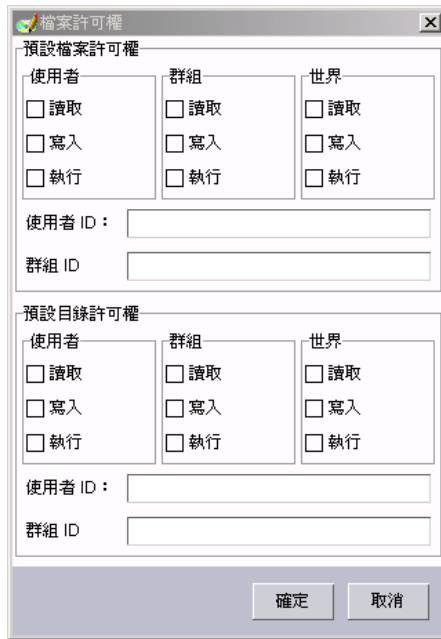 檔案許可權
預設檔案許可權
使用者 群組 世界
讀取 讀取 讀取
寫入 寫入 寫入
執行 執行 執行
使用者 ID：
群組 ID
預設目錄許可權
使用者 群組 世界
讀取 讀取 讀取
寫入 寫入 寫入
執行 執行 執行
使用者 ID：
群組 ID
確定 取消